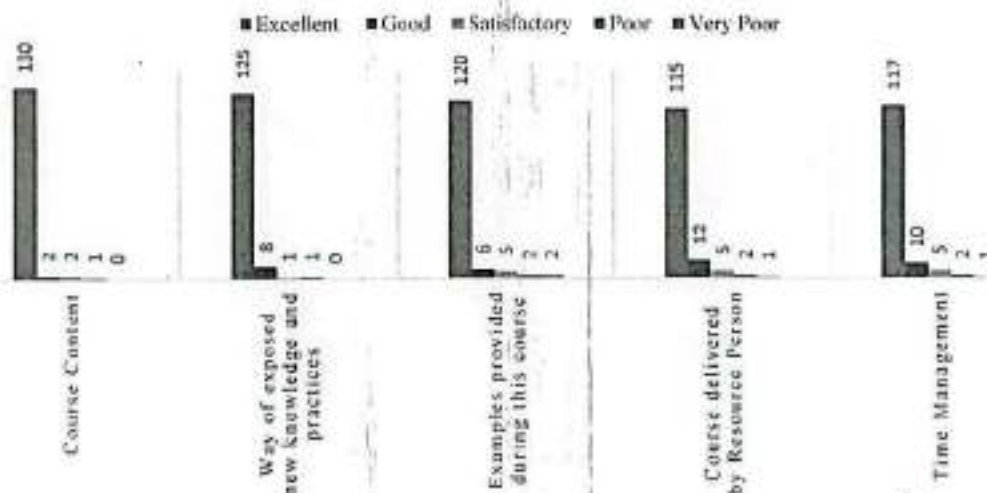 Excellent Good Satisfactory Poor Very Poor
130
2
2
1
0
Course Content
125
8
1
1
0
Way of exposed
new knowledge and
practices
120
6
5
2
2
Examples provided
during this course
115
12
5
2
1
Course delivered
by Resource Person
117
10
5
2
1
Time Management